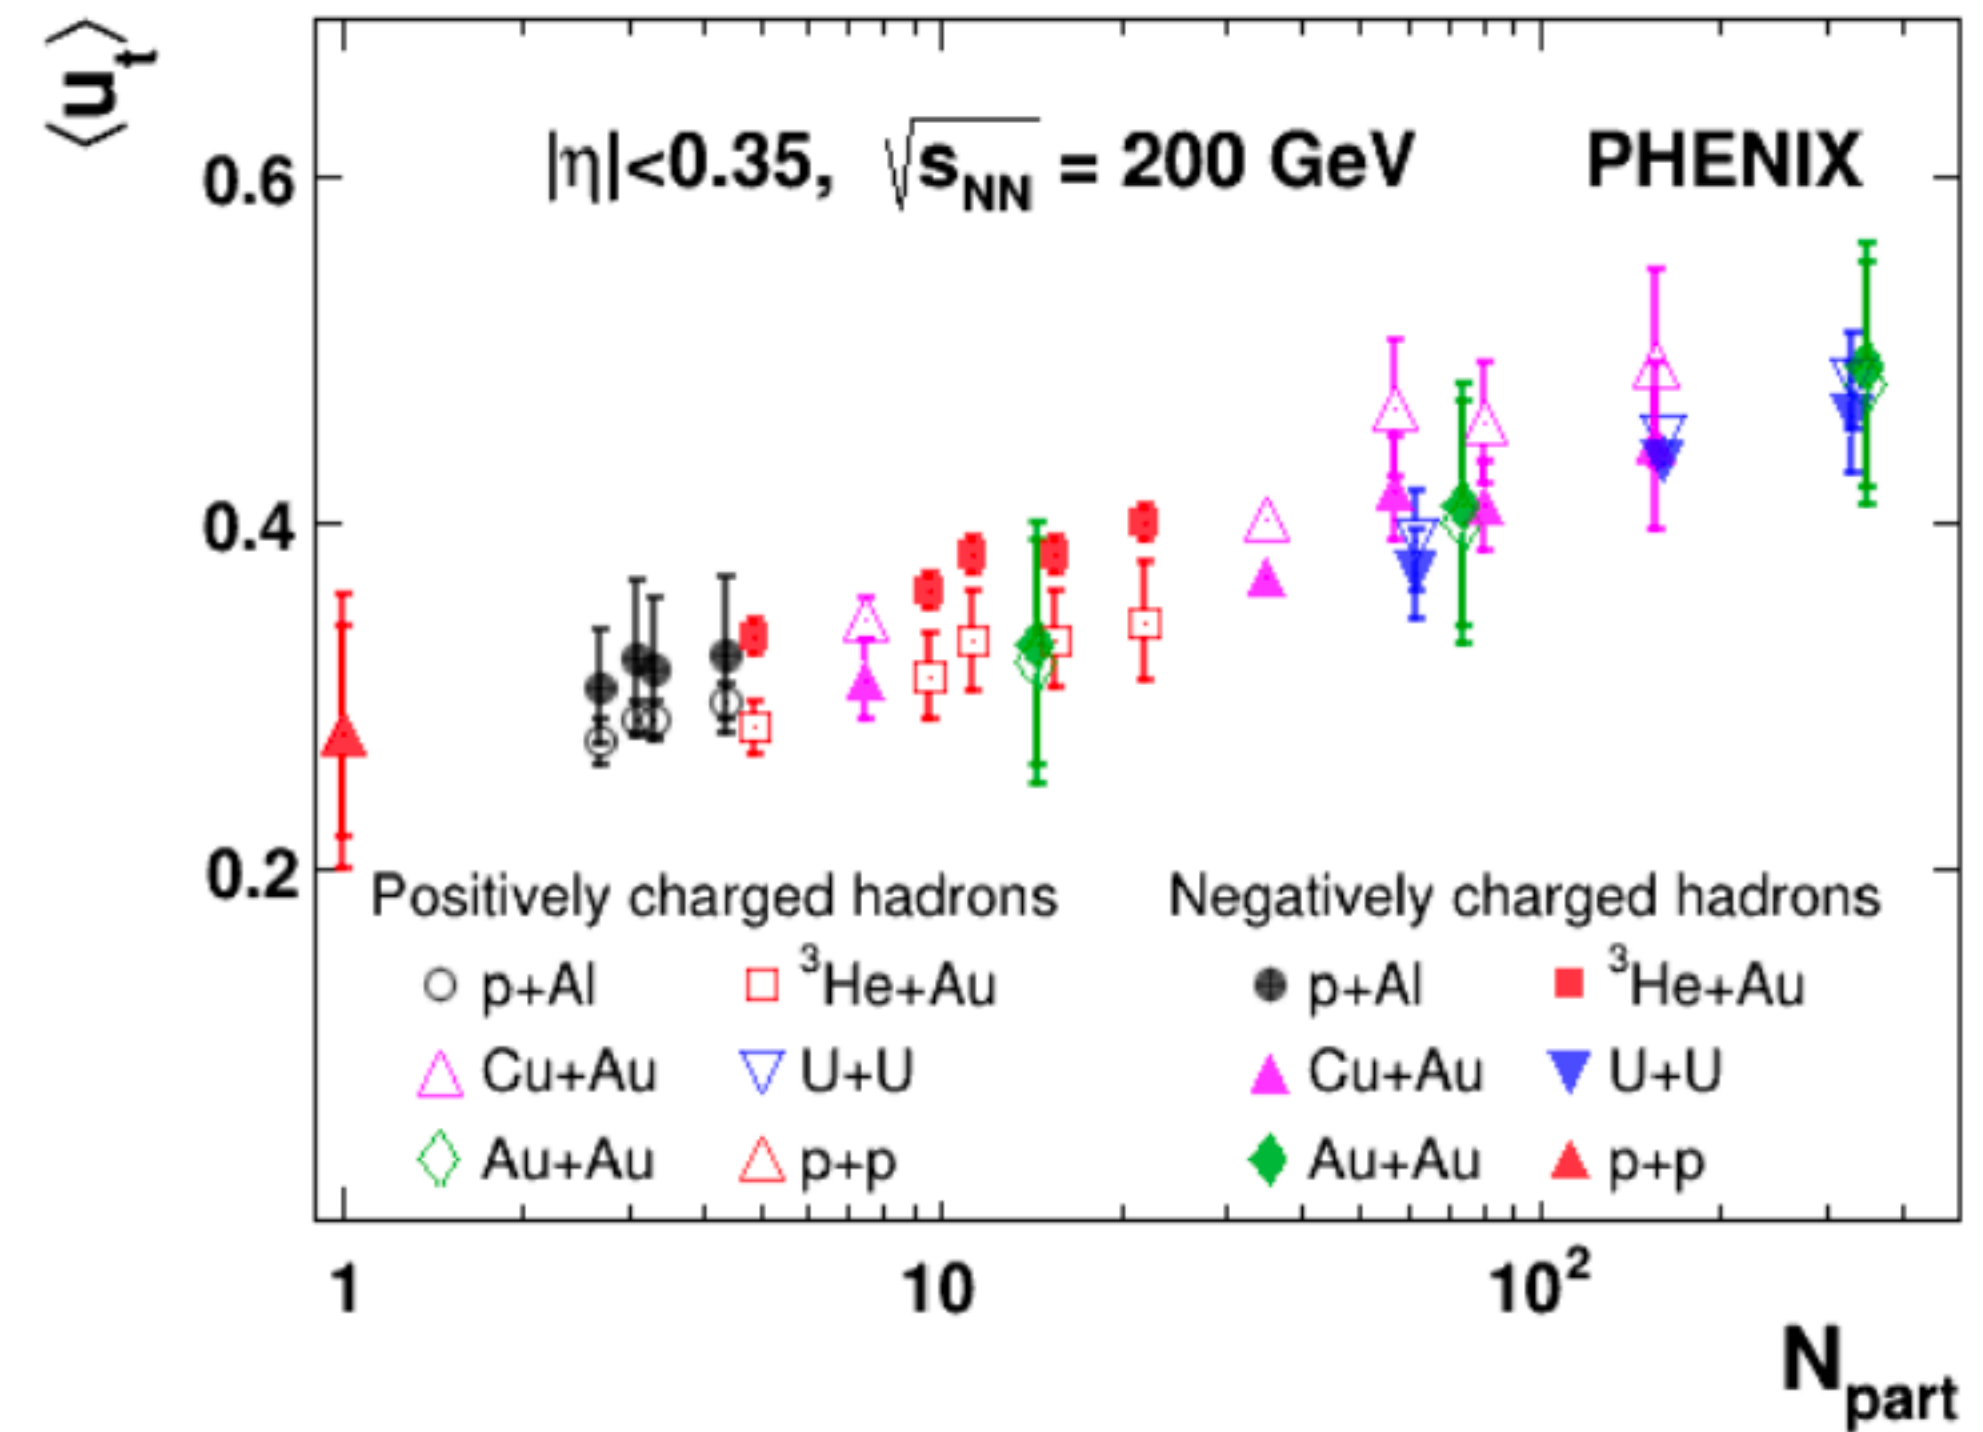 ⟨u_t⟩
|η|<0.35, √s_NN = 200 GeV PHENIX
0.6
0.4
0.2
Positively charged hadrons Negatively charged hadrons
p+Al ³He+Au p+Al ³He+Au
Cu+Au U+U Cu+Au U+U
Au+Au p+p Au+Au p+p
1 10 10²
N_part